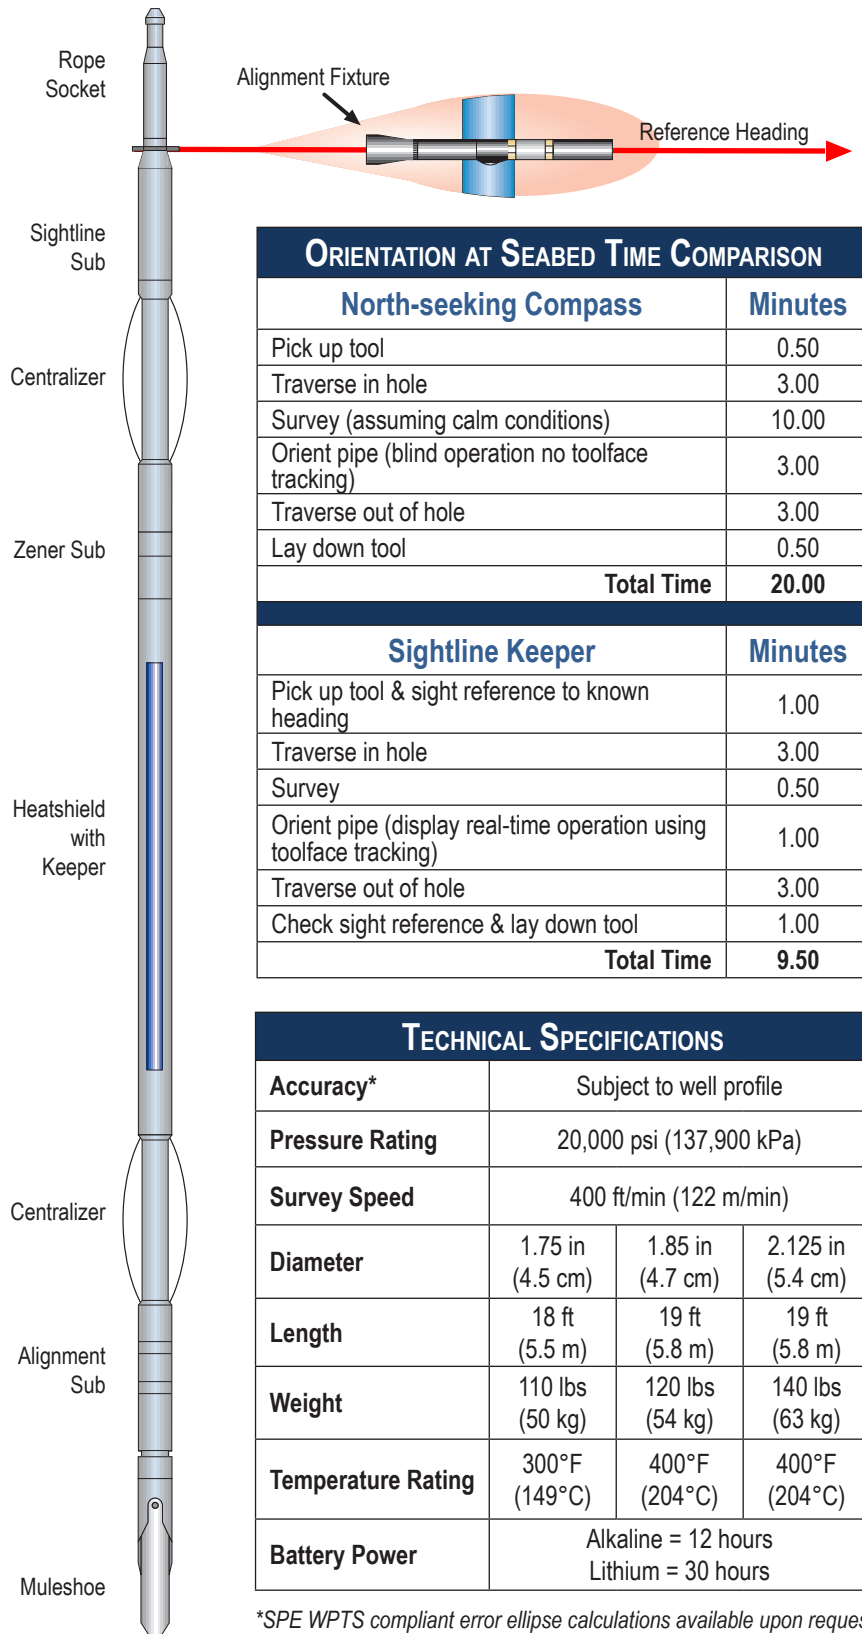 Rope
Socket
Alignment Fixture
Reference Heading
Sightline
Sub
Centralizer
Zener Sub
Heatshield
with
Keeper
Centralizer
Alignment
Sub
Muleshoe
ORIENTATION AT SEABED TIME COMPARISON
North-seeking Compass Minutes
Pick up tool 0.50
Traverse in hole 3.00
Survey (assuming calm conditions) 10.00
Orient pipe (blind operation no toolface
tracking) 3.00
Traverse out of hole 3.00
Lay down tool 0.50
Total Time 20.00
Sightline Keeper Minutes
Pick up tool & sight reference to known
heading 1.00
Traverse in hole 3.00
Survey 0.50
Orient pipe (display real-time operation using
toolface tracking) 1.00
Traverse out of hole 3.00
Check sight reference & lay down tool 1.00
Total Time 9.50
TECHNICAL SPECIFICATIONS
Accuracy* Subject to well profile
Pressure Rating 20,000 psi (137,900 kPa)
Survey Speed 400 ft/min (122 m/min)
Diameter 1.75 in 1.85 in 2.125 in
(4.5 cm) (4.7 cm) (5.4 cm)
Length 18 ft 19 ft 19 ft
(5.5 m) (5.8 m) (5.8 m)
Weight 110 lbs 120 lbs 140 lbs
(50 kg) (54 kg) (63 kg)
Temperature Rating 300°F 400°F 400°F
(149°C) (204°C) (204°C)
Battery Power Alkaline = 12 hours
Lithium = 30 hours
*SPE WPTS compliant error ellipse calculations available upon